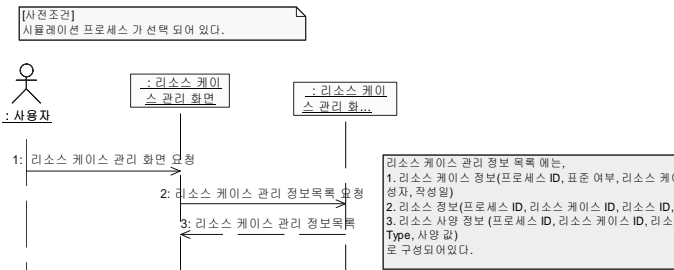 [사전조건]
시뮬레이션 프로세스 가 선택 되어 있다.
: 사용자
: 리소스 케이
스 관리 화면
: 리소스 케이
스 관리 화...
1: 리소스 케이스 관리 화면 요청
2: 리소스 케이스 관리 정보목록 요청
3: 리소스 케이스 관리 정보목록
리소스 케이스 관리 정보 목록 에는,
1. 리소스 케이스 정보(프로세스 ID, 표준 여부, 리소스 케이
성자, 작성일)
2. 리소스 정보(프로세스 ID, 리소스 케이스 ID, 리소스 ID,
3. 리소스 사양 정보 (프로세스 ID, 리소스 케이스 ID, 리소
Type, 사양 값)
로 구성되어있다.